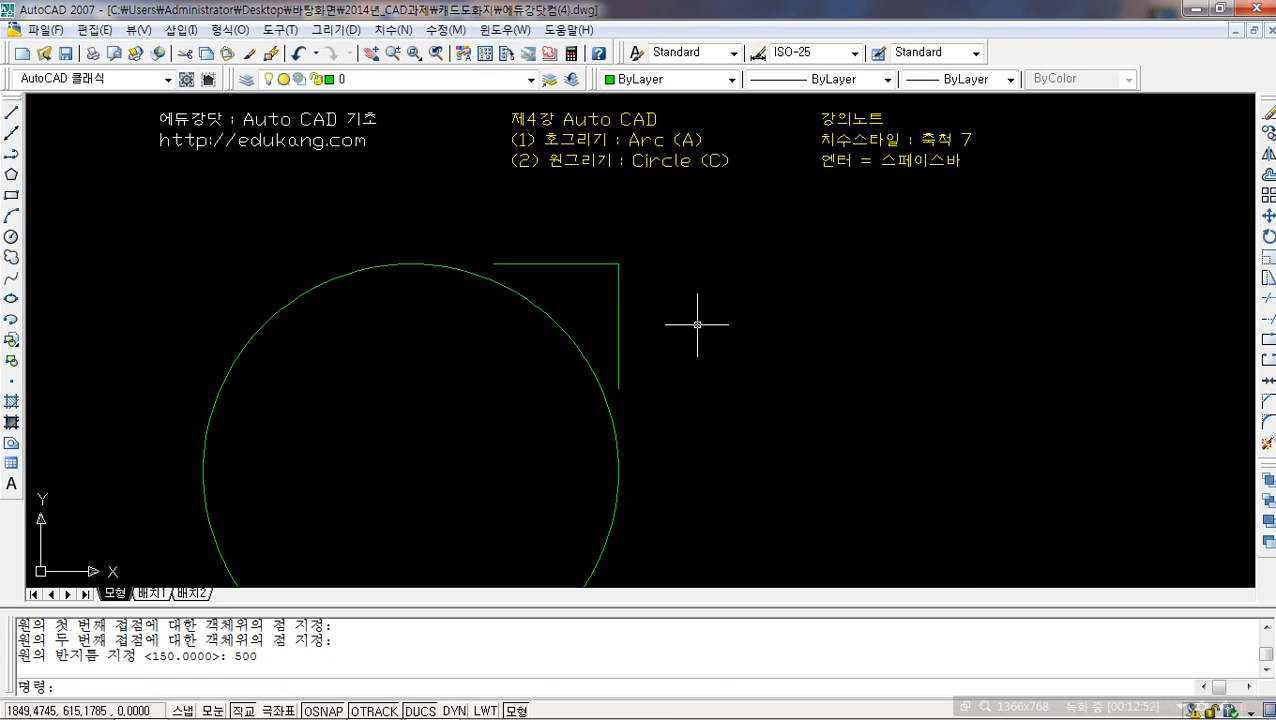 AutoCAD 2007 - [C:\Users\Administrator\Desktop\바탕화면\2014년_CAD과제\캐드도화지\에듀강닷컴(4).dwg]
파일(F) 편집(E) 뷰(V) 삽입(I) 형식(O) 도구(T) 그리기(D) 치수(N) 수정(M) 윈도우(W) 도움말(H)
Standard ISO-25 Standard
AutoCAD 클래식 0 ByLayer ByLayer ByLayer ByColor
에듀강닷 : Auto CAD 기초
http://edukang.com
제4강 Auto CAD
(1) 호그리기 : Arc (A)
(2) 원그리기 : Circle (C)
강의노트
치수스타일 : 축척 7
엔터 = 스페이스바
Y
X
모형 배치1 배치2
원의 첫 번째 접점에 대한 객체위의 점 지정:
원의 두 번째 접점에 대한 객체위의 점 지정:
원의 반지름 지정 <150.0000>: 500
명령:
1849,4745, 615,1785 , 0,0000 스냅 모눈 직교 극좌표 OSNAP OTRACK DUCS DYN LWT 모형
1366x768 녹화 중 [00:12:52]